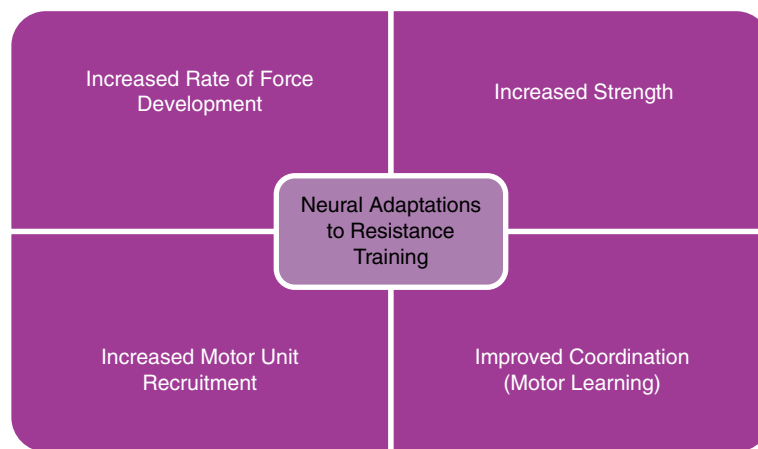 Increased Rate of Force
Development
Increased Strength
Neural Adaptations
to Resistance
Training
Increased Motor Unit
Recruitment
Improved Coordination
(Motor Learning)